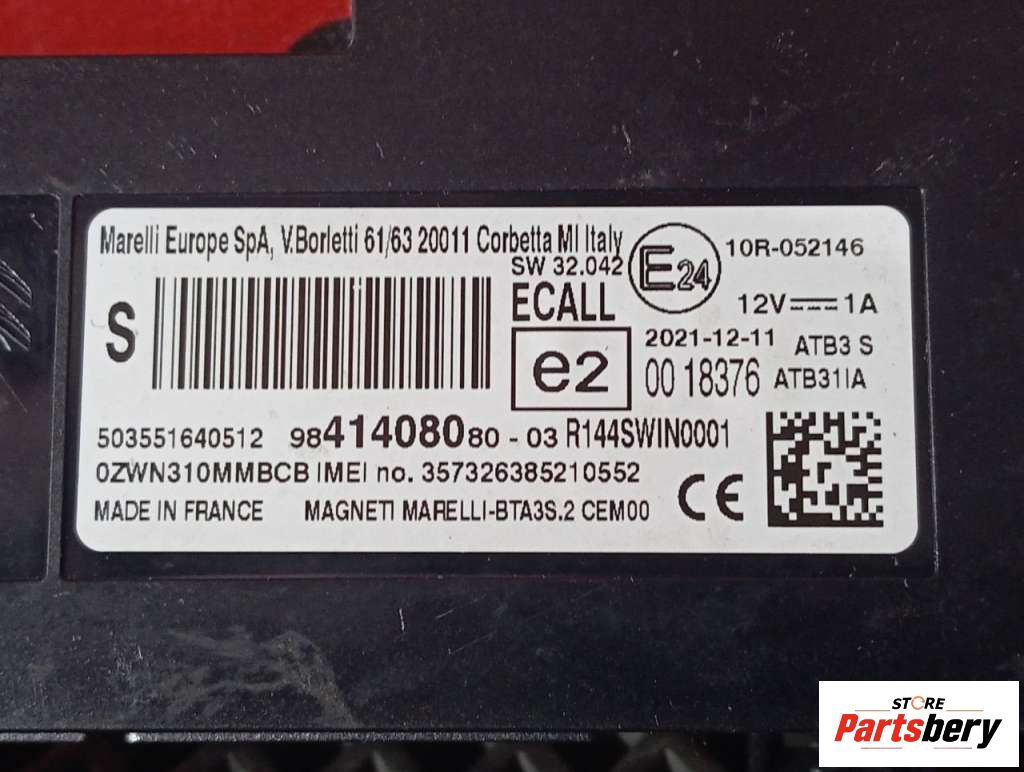 Marelli Europe SpA, V.Borletti 61/63 20011 Corbetta MI Italy
SW 32.042
E24
10R-052146
S
ECALL
12V 1A
e2
2021-12-11
ATB3 S
00 18376
ATB31IA
503551640512 9841408080 - 03 R144SWIN0001
0ZWN310MMBCB IMEI no. 357326385210552
MADE IN FRANCE MAGNETI MARELLI-BTA3S.2 CEM00
CE
STORE
Partsbery